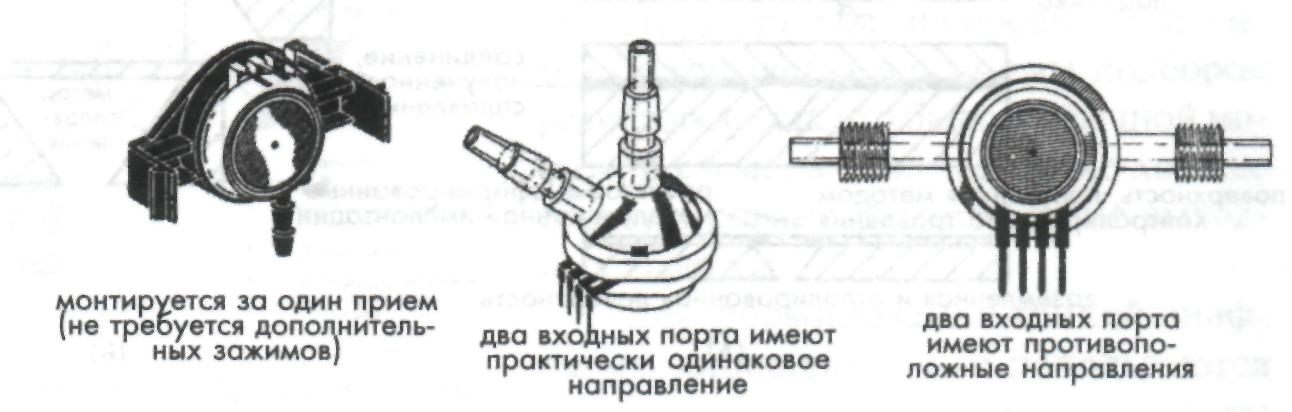 монтируется за один прием
(не требуется дополнитель-
ных зажимов)
два входных порта имеют
практически одинаковое
направление
два входных порта
имеют противопо-
ложные направления